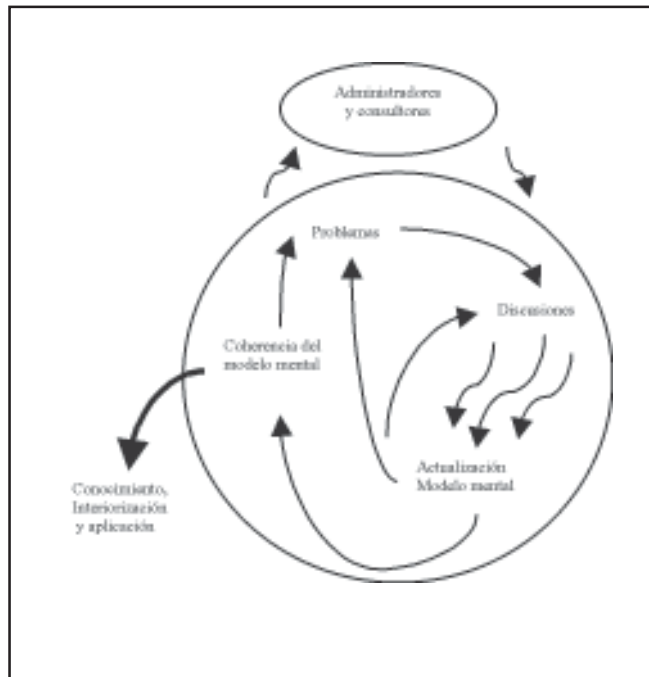 Administradores
y consultores
Problemas
Discusiones
Coherencia del
modelo mental
Actualización
Modelo mental
Conocimiento,
Interiorización
y aplicación